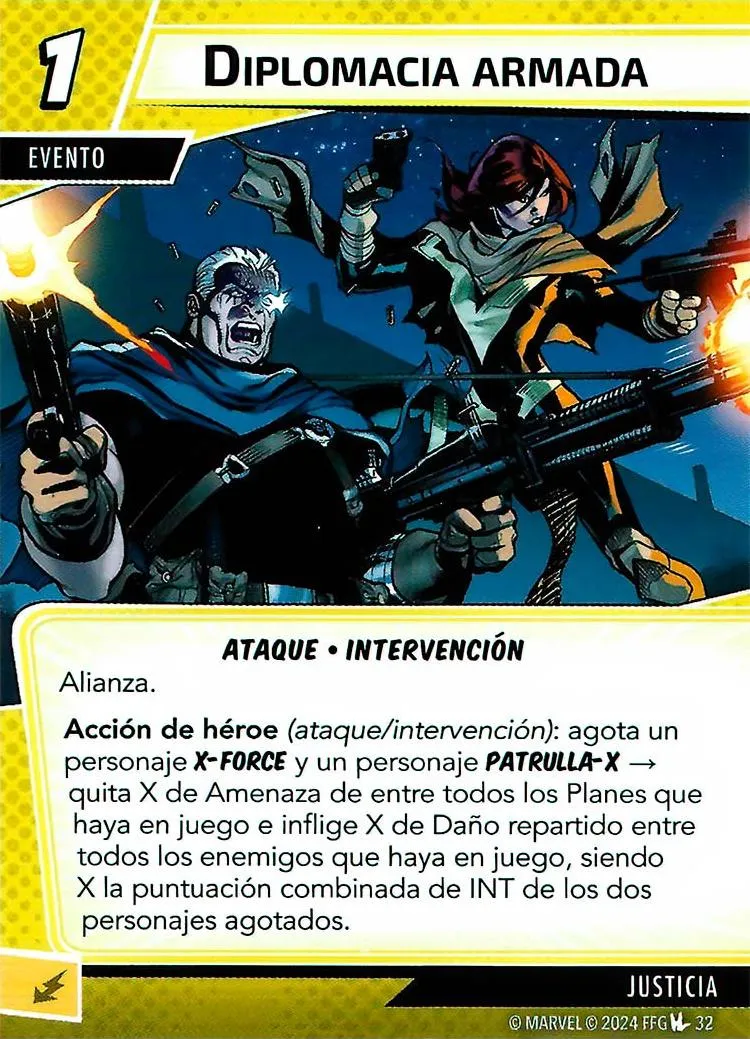 1
DIPLOMACIA ARMADA
EVENTO
ATAQUE • INTERVENCIÓN
Alianza.
Acción de héroe (ataque/intervención): agota un
personaje X-FORCE y un personaje PATRULLA-X →
quita X de Amenaza de entre todos los Planes que
haya en juego e inflige X de Daño repartido entre
todos los enemigos que haya en juego, siendo
X la puntuación combinada de INT de los dos
personajes agotados.
JUSTICIA
© MARVEL © 2024 FFG 32